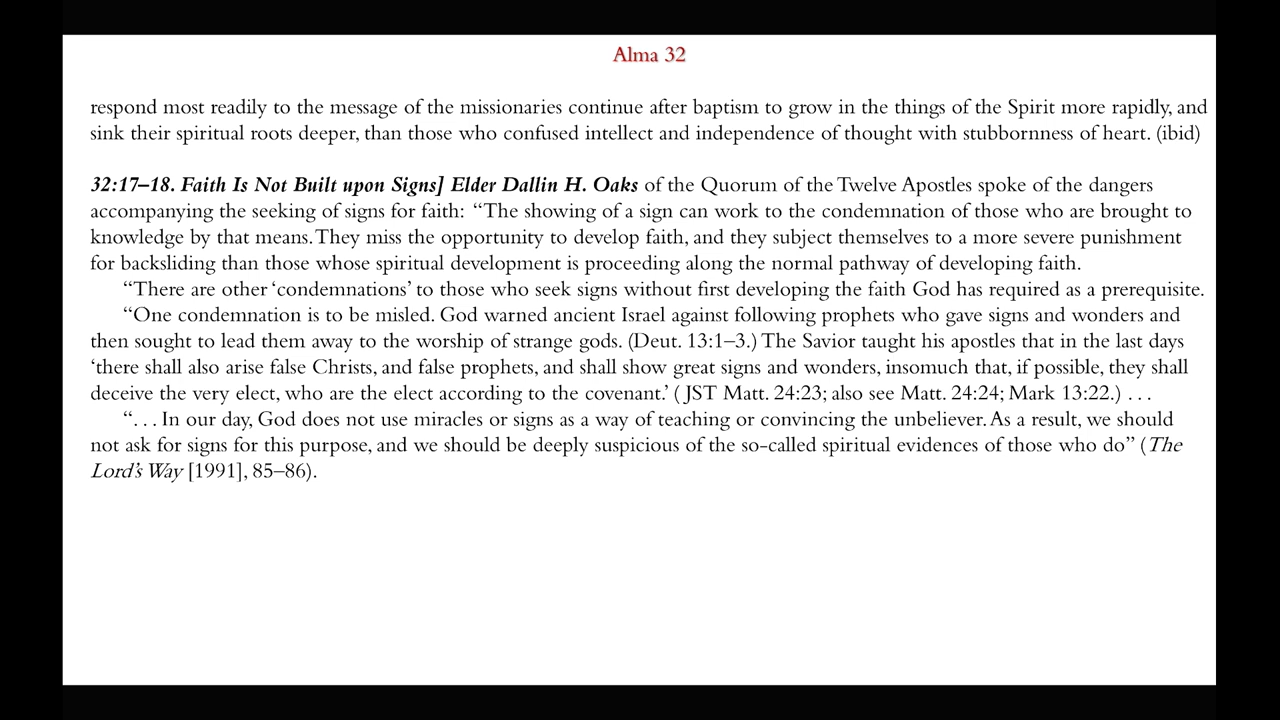 Alma 32
respond most readily to the message of the missionaries continue after baptism to grow in the things of the Spirit more rapidly, and
sink their spiritual roots deeper, than those who confused intellect and independence of thought with stubbornness of heart. (ibid)
32:17–18. Faith Is Not Built upon Signs] Elder Dallin H. Oaks of the Quorum of the Twelve Apostles spoke of the dangers
accompanying the seeking of signs for faith: “The showing of a sign can work to the condemnation of those who are brought to
knowledge by that means. They miss the opportunity to develop faith, and they subject themselves to a more severe punishment
for backsliding than those whose spiritual development is proceeding along the normal pathway of developing faith.
“There are other ‘condemnations’ to those who seek signs without first developing the faith God has required as a prerequisite.
“One condemnation is to be misled. God warned ancient Israel against following prophets who gave signs and wonders and
then sought to lead them away to the worship of strange gods. (Deut. 13:1–3.) The Savior taught his apostles that in the last days
‘there shall also arise false Christs, and false prophets, and shall show great signs and wonders, insomuch that, if possible, they shall
deceive the very elect, who are the elect according to the covenant.’ ( JST Matt. 24:23; also see Matt. 24:24; Mark 13:22.) . . .
“. . . In our day, God does not use miracles or signs as a way of teaching or convincing the unbeliever. As a result, we should
not ask for signs for this purpose, and we should be deeply suspicious of the so-called spiritual evidences of those who do” (The
Lord’s Way [1991], 85–86).